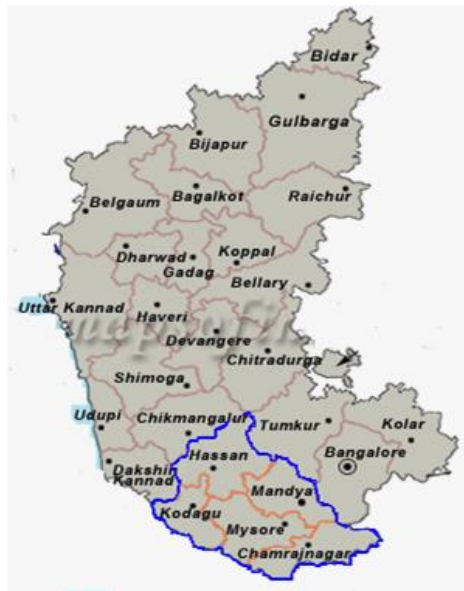 Bidar
Gulbarga
Bijapur
Bagalkot
Raichur
Belgaum
Dharwad
Koppal
Gadag
Bellary
Uttar Kannad
Haveri
Devangere
Chitradurga
Shimoga
Udupi
Chikmangalur
Tumkur
Kolar
Bangalore
Hassan
Dakshin
Kannad
Mandya
Kodagu
Mysore
Chamrajnagar